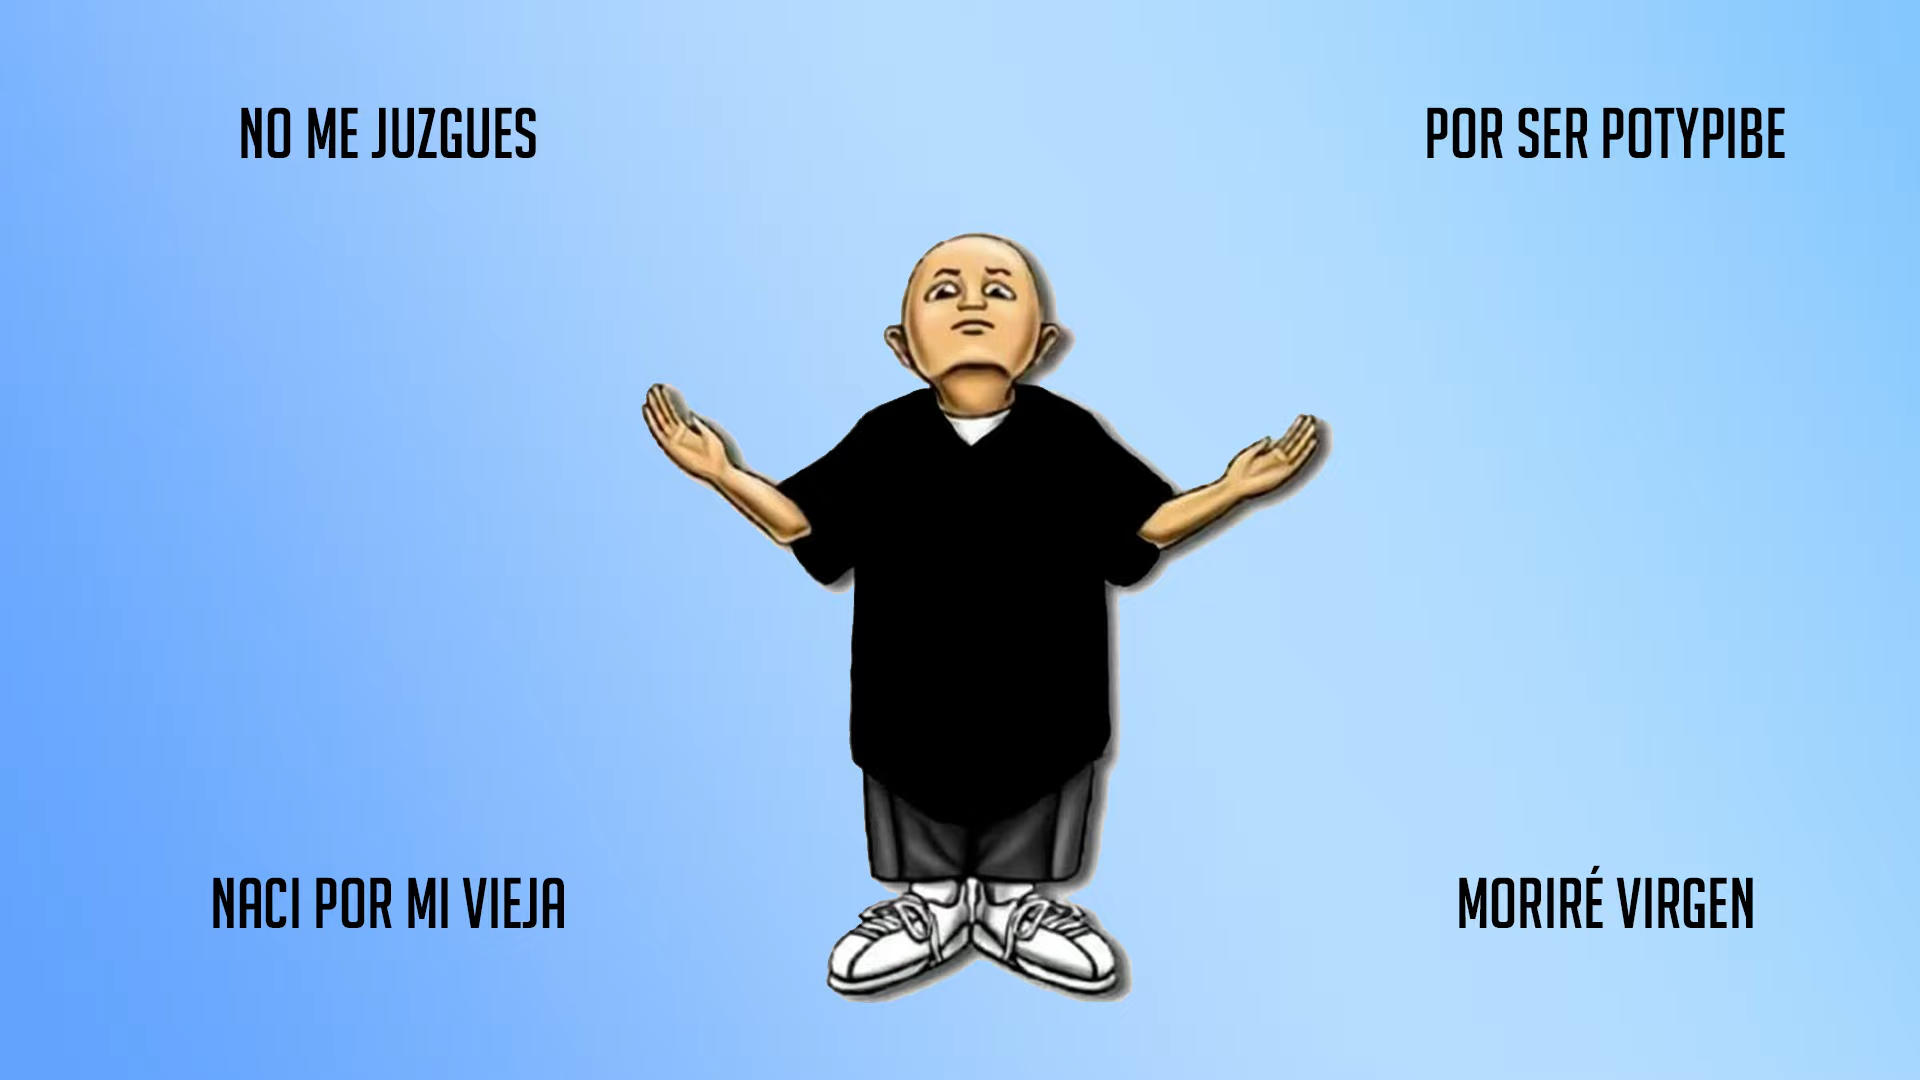 NO ME JUZGUES
POR SER POTYPIBE
NACI POR MI VIEJA
MORIRÉ VIRGEN